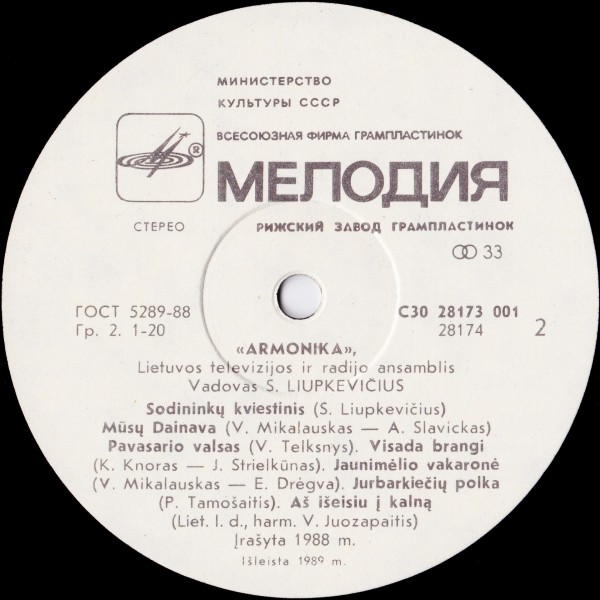 МИНИСТЕРСТВО
КУЛЬТУРЫ СССР
ВСЕСОЮЗНАЯ ФИРМА ГРАМПЛАСТИНОК
®
МЕЛОДИЯ
СТЕРЕО
РИЖСКИЙ ЗАВОД ГРАМПЛАСТИНОК
33
ГОСТ 5289-88
Гр. 2. 1-20
С30 28173 001
28174
2
«ARMONIKA»,
Lietuvos televizijos ir radijo ansamblis
Vadovas S. LIUPKEVIČIUS
Sodininkų kviestinis (S. Liupkevičius)
Mūsų Dainava (V. Mikalauskas — A. Slavickas)
Pavasario valsas (V. Telksnys). Visada brangi
(K. Knoras — J. Strielkūnas). Jaunimėlio vakaronė
(V. Mikalauskas — E. Drėgva). Jurbarkiečių polka
(P. Tamošaitis). Aš išeisiu į kalną
(Liet. l. d., harm. V. Juozapaitis)
Įrašyta 1988 m.
Išleista 1989 m.